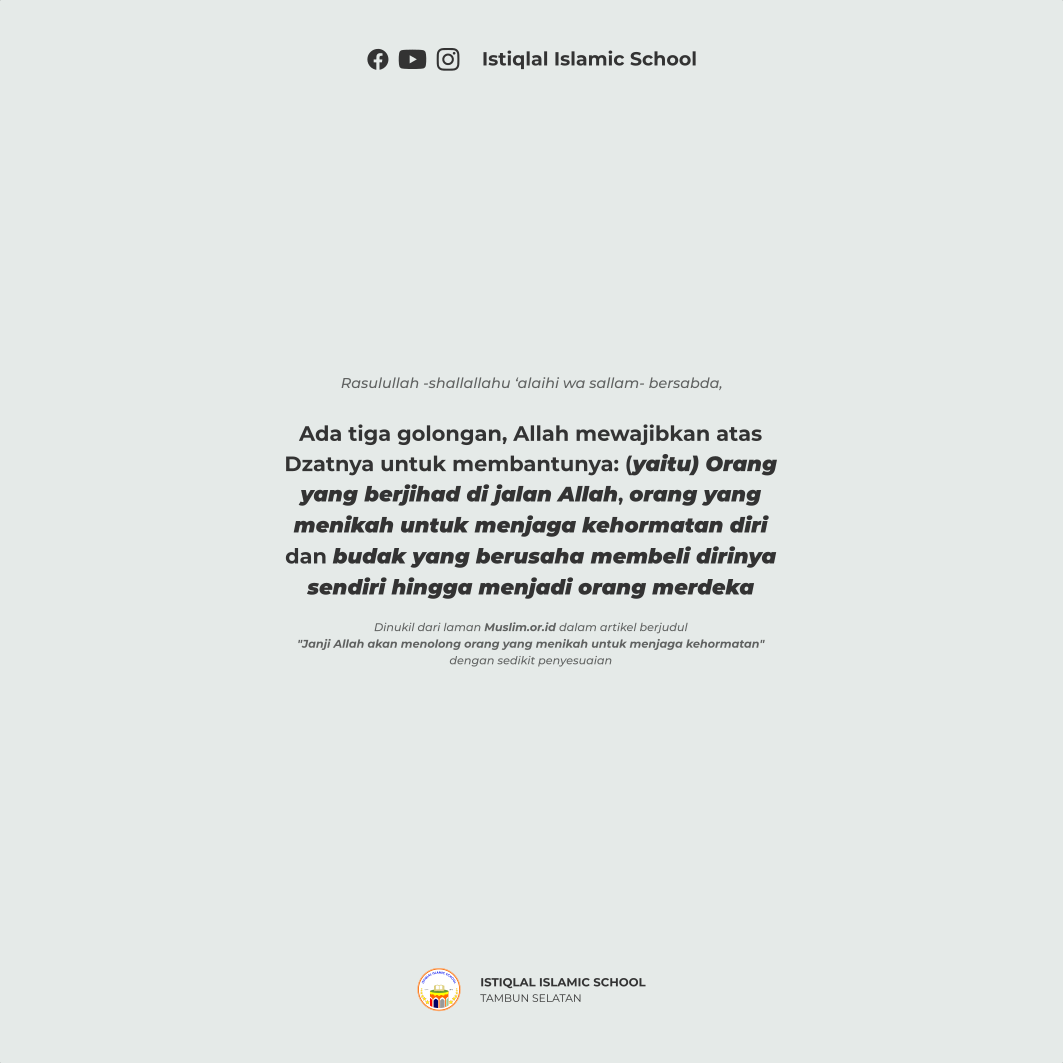 Istiqlal Islamic School
Rasulullah -shallallahu ‘alaihi wa sallam- bersabda,
Ada tiga golongan, Allah mewajibkan atas
Dzatnya untuk membantunya: (yaitu) Orang
yang berjihad di jalan Allah, orang yang
menikah untuk menjaga kehormatan diri
dan budak yang berusaha membeli dirinya
sendiri hingga menjadi orang merdeka
Dinukil dari laman Muslim.or.id dalam artikel berjudul
"Janji Allah akan menolong orang yang menikah untuk menjaga kehormatan"
dengan sedikit penyesuaian
ISTIQLAL ISLAMIC SCHOOL
ISTIQLAL ISLAMIC SCHOOL
TAMBUN SELATAN